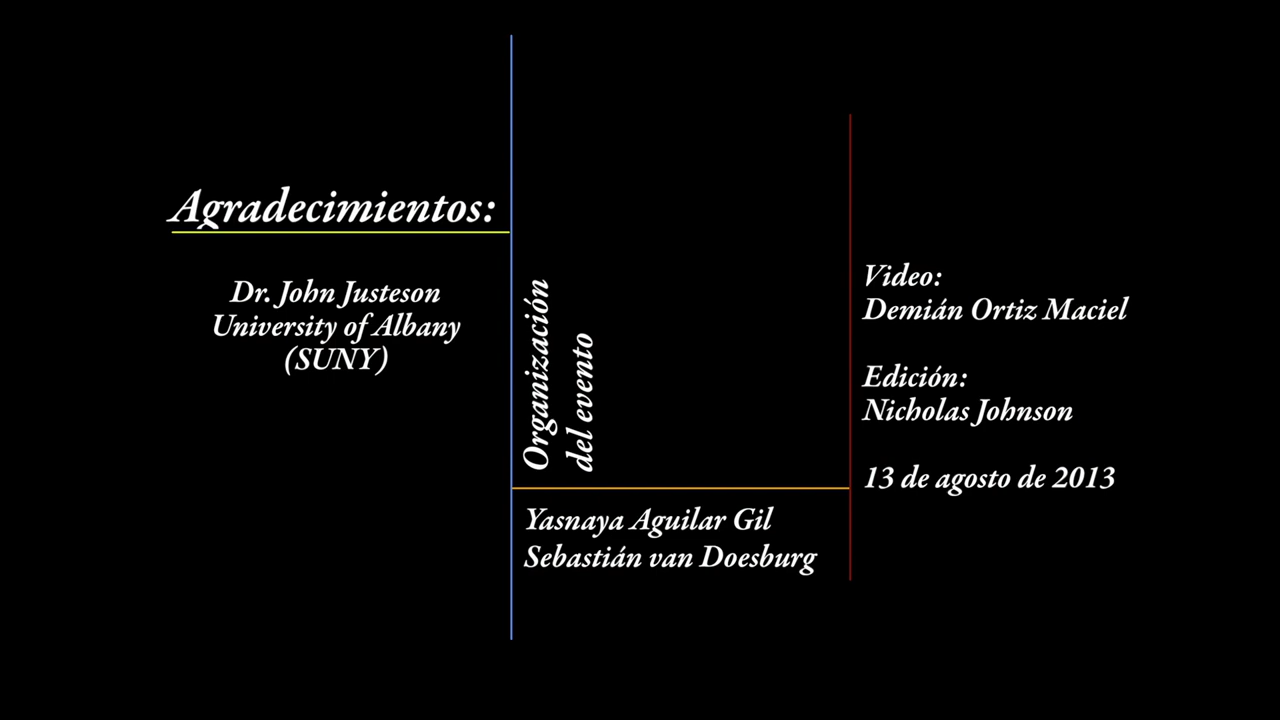 Agradecimientos:
Dr. John Justeson
University of Albany
(SUNY)
Organización
del evento
Yasnaya Aguilar Gil
Sebastián van Doesburg
Video:
Demián Ortiz Maciel
Edición:
Nicholas Johnson
13 de agosto de 2013